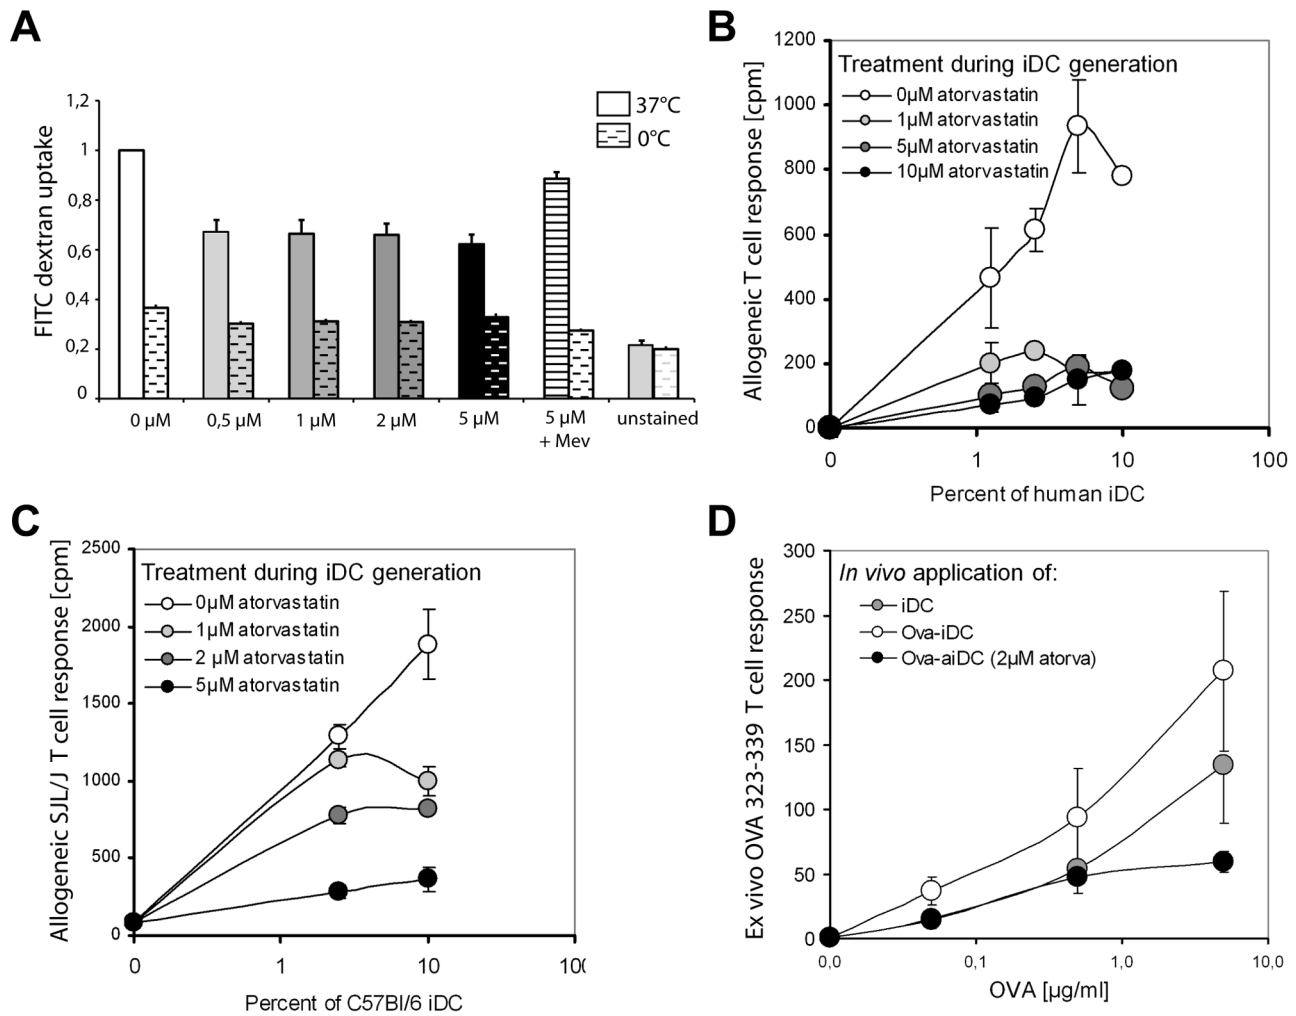 A
FITC dextran uptake
1,2
1
0,8
0,6
0,4
0,2
0
37°C
0°C
0 µM
0,5 µM
1 µM
2 µM
5 µM
5 µM
+ Mev
unstained
B
Allogeneic T cell response [cpm]
1200
1000
800
600
400
200
0
Treatment during iDC generation
0µM atorvastatin
1µM atorvastatin
5µM atorvastatin
10µM atorvastatin
0
1
10
100
Percent of human iDC
C
Allogeneic SJL/J T cell response [cpm]
2500
2000
1500
1000
500
0
Treatment during iDC generation
0µM atorvastatin
1µM atorvastatin
2 µM atorvastatin
5µM atorvastatin
0
1
10
100
Percent of C57Bl/6 iDC
D
Ex vivo OVA 323-339 T cell response
300
250
200
150
100
50
0
In vivo application of:
iDC
Ova-iDC
Ova-aiDC (2µM atorva)
0,0
0,1
1,0
10,0
OVA [µg/ml]